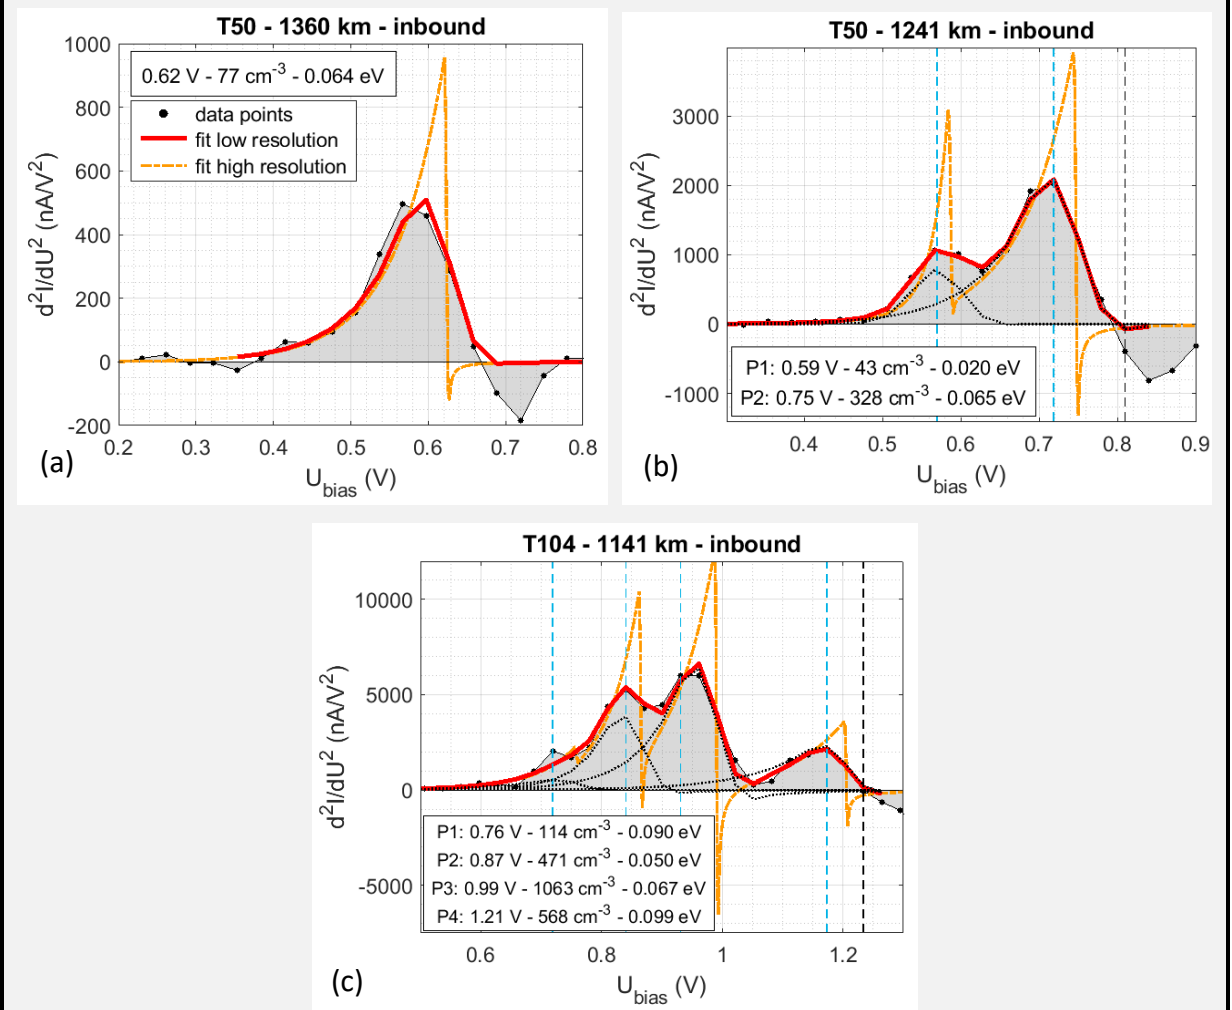 T50 - 1360 km - inbound
1000
800
600
400
200
0
-200
d²I/dU² (nA/V²)
0.62 V - 77 cm⁻³ - 0.064 eV
data points
fit low resolution
fit high resolution
0.2 0.3 0.4 0.5 0.6 0.7 0.8
U_bias (V)
(a)
T50 - 1241 km - inbound
3000
2000
1000
0
-1000
d²I/dU² (nA/V²)
P1: 0.59 V - 43 cm⁻³ - 0.020 eV
P2: 0.75 V - 328 cm⁻³ - 0.065 eV
0.4 0.5 0.6 0.7 0.8 0.9
U_bias (V)
(b)
T104 - 1141 km - inbound
10000
5000
0
-5000
d²I/dU² (nA/V²)
P1: 0.76 V - 114 cm⁻³ - 0.090 eV
P2: 0.87 V - 471 cm⁻³ - 0.050 eV
P3: 0.99 V - 1063 cm⁻³ - 0.067 eV
P4: 1.21 V - 568 cm⁻³ - 0.099 eV
0.6 0.8 1 1.2
U_bias (V)
(c)